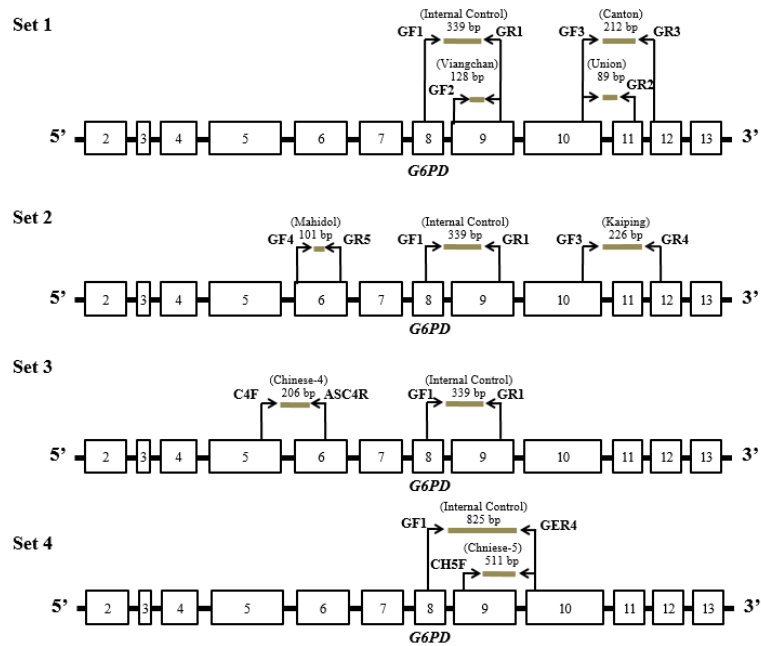 Set 1
(Internal Control)
339 bp
GF1 GR1
(Viangchan)
128 bp
GF2
(Canton)
212 bp
GF3 GR3
(Union)
89 bp
GR2
5’ 2 3 4 5 6 7 8 9 10 11 12 13 3’
G6PD
Set 2
(Mahidol)
101 bp
GF4 GR5
(Internal Control)
339 bp
GF1 GR1
(Kaiping)
226 bp
GF3 GR4
5’ 2 3 4 5 6 7 8 9 10 11 12 13 3’
G6PD
Set 3
(Chinese-4)
206 bp
C4F ASC4R
(Internal Control)
339 bp
GF1 GR1
5’ 2 3 4 5 6 7 8 9 10 11 12 13 3’
G6PD
Set 4
(Internal Control)
825 bp
GF1 GER4
(Chniese-5)
511 bp
CH5F
5’ 2 3 4 5 6 7 8 9 10 11 12 13 3’
G6PD